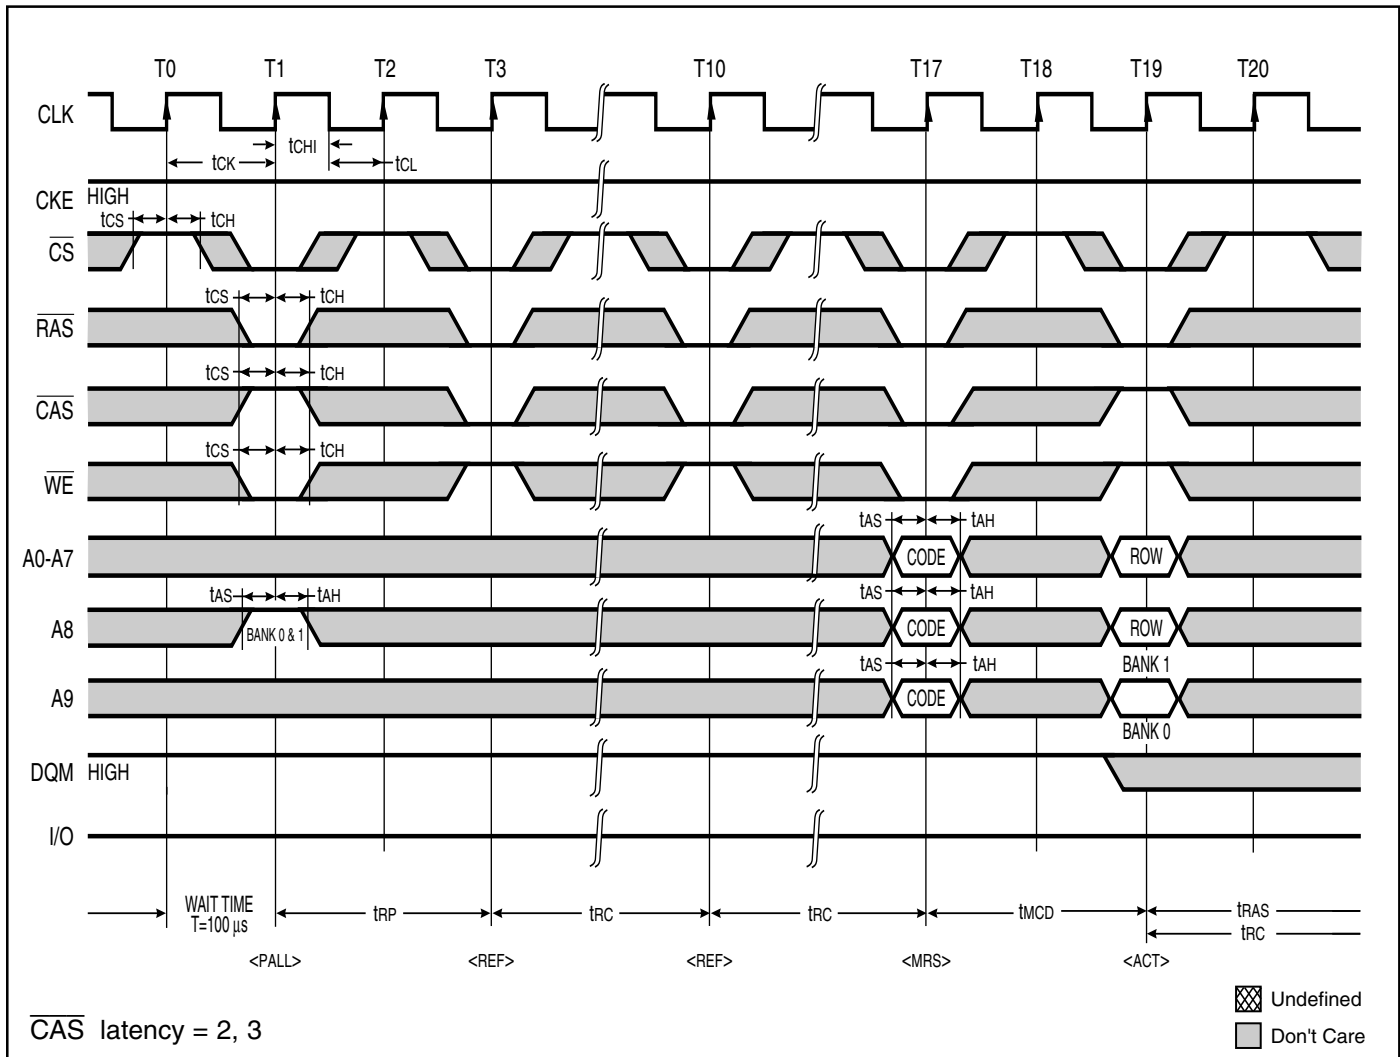 T0 T1 T2 T3 T10 T17 T18 T19 T20
CLK
tCHI
tCK tCL
CKE HIGH
tCS tCH
CS
tCS tCH
RAS
tCS tCH
CAS
tCS tCH
WE
tAS tAH
A0-A7 CODE ROW
tAS tAH tAS tAH
A8 BANK 0 & 1 CODE ROW
tAS tAH BANK 1
A9 CODE
BANK 0
DQM HIGH
I/O
WAIT TIME
T=100 µs
tRP tRC tRC tMCD tRAS
tRC
<PALL> <REF> <REF> <MRS> <ACT>
Undefined
CAS latency = 2, 3
Don't Care